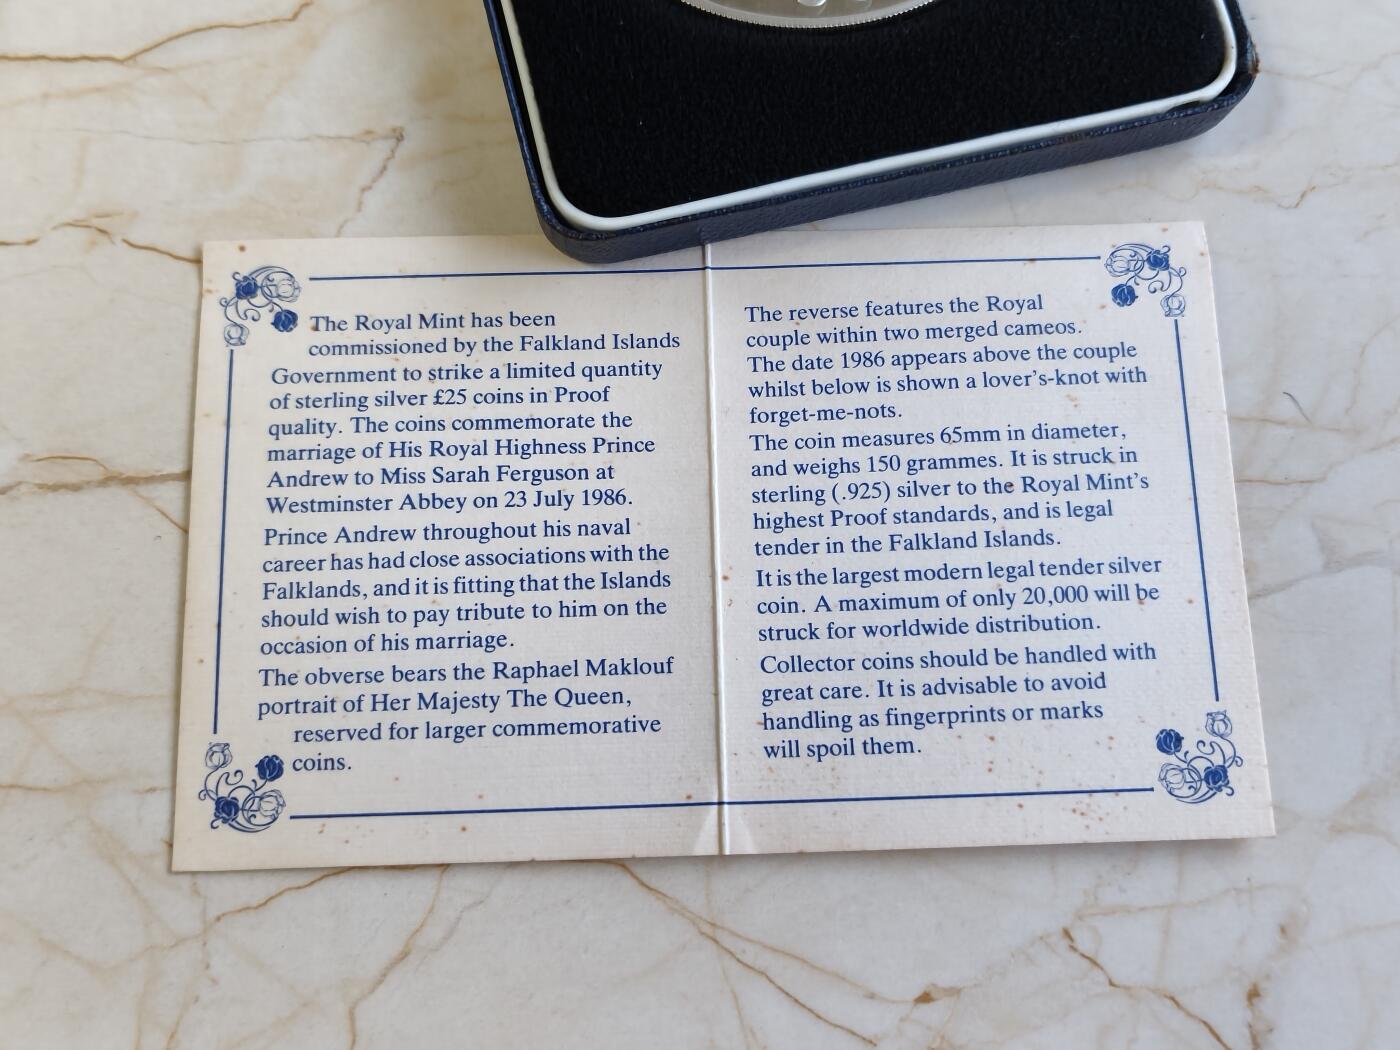 The Royal Mint has been
commissioned by the Falkland Islands
Government to strike a limited quantity
of sterling silver £25 coins in Proof
quality. The coins commemorate the
marriage of His Royal Highness Prince
Andrew to Miss Sarah Ferguson at
Westminster Abbey on 23 July 1986.
Prince Andrew throughout his naval
career has had close associations with the
Falklands, and it is fitting that the Islands
should wish to pay tribute to him on the
occasion of his marriage.
The obverse bears the Raphael Maklouf
portrait of Her Majesty The Queen,
reserved for larger commemorative
coins.
The reverse features the Royal
couple within two merged cameos.
The date 1986 appears above the couple
whilst below is shown a lover's-knot with
forget-me-nots.
The coin measures 65mm in diameter,
and weighs 150 grammes. It is struck in
sterling (.925) silver to the Royal Mint's
highest Proof standards, and is legal
tender in the Falkland Islands.
It is the largest modern legal tender silver
coin. A maximum of only 20,000 will be
struck for worldwide distribution.
Collector coins should be handled with
great care. It is advisable to avoid
handling as fingerprints or marks
will spoil them.